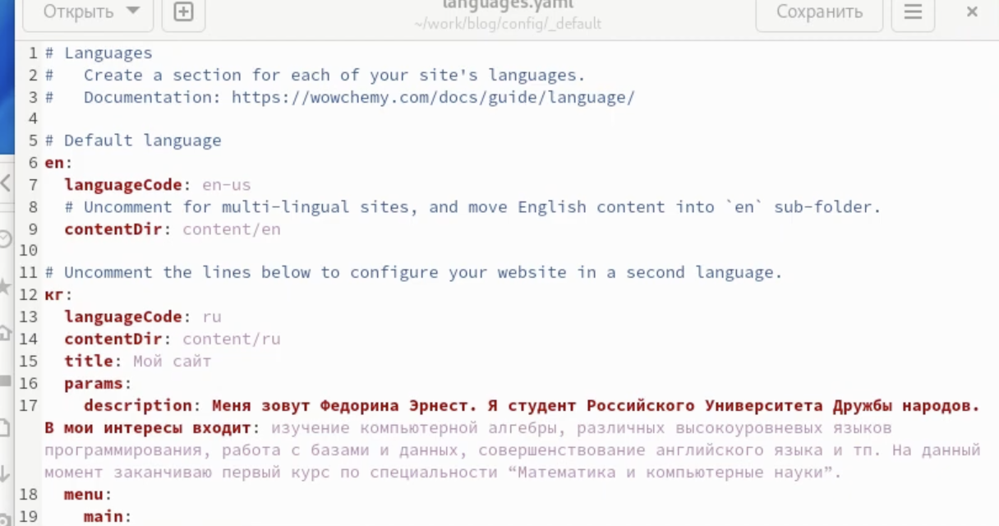 Открыть
languages.yaml
~/work/blog/config/_default
Сохранить
1 # Languages
2 #   Create a section for each of your site's languages.
3 #   Documentation: https://wowchemy.com/docs/guide/language/
4
5 # Default language
6 en:
7   languageCode: en-us
8   # Uncomment for multi-lingual sites, and move English content into `en` sub-folder.
9   contentDir: content/en
10
11 # Uncomment the lines below to configure your website in a second language.
12 кг:
13   languageCode: ru
14   contentDir: content/ru
15   title: Мой сайт
16   params:
17     description: Меня зовут Федорина Эрнест. Я студент Российского Университета Дружбы народов.
В мои интересы входит: изучение компьютерной алгебры, различных высокоуровневых языков
программирования, работа с базами и данных, совершенствование английского языка и тп. На данный
момент заканчиваю первый курс по специальности “Математика и компьютерные науки”.
18   menu:
19     main: